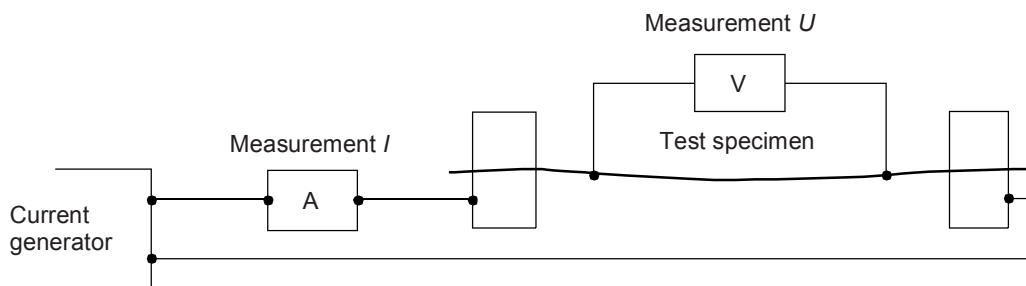 Measurement U
V
Measurement I
Test specimen
A
Current
generator